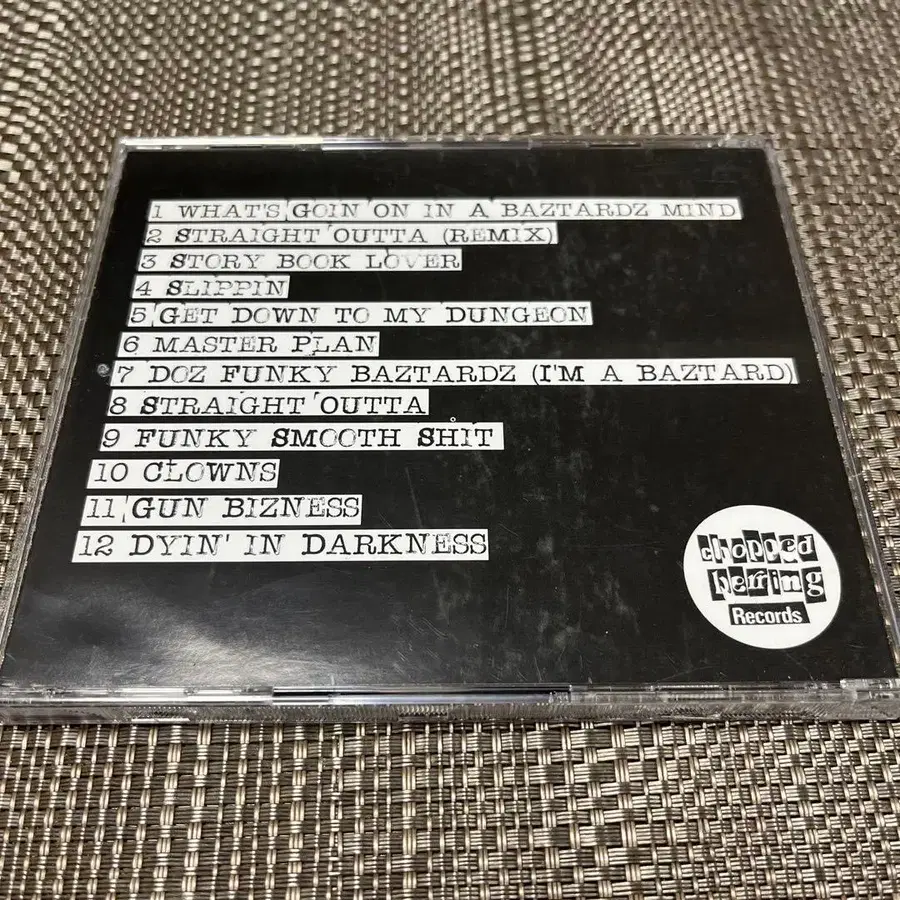 1 WHAT'S GOIN ON IN A BAZTARDZ MIND
2 STRAIGHT OUTTA (REMIX)
3 STORY BOOK LOVER
4 SLIPPIN
5 GET DOWN TO MY DUNGEON
6 MASTER PLAN
7 DOZ FUNKY BAZTARDZ (I'M A BAZTARD)
8 STRAIGHT OUTTA
9 FUNKY SMOOTH SHIT
10 CLOWNS
11 GUN BIZNESS
12 DYIN' IN DARKNESS
chopped
herring
Records